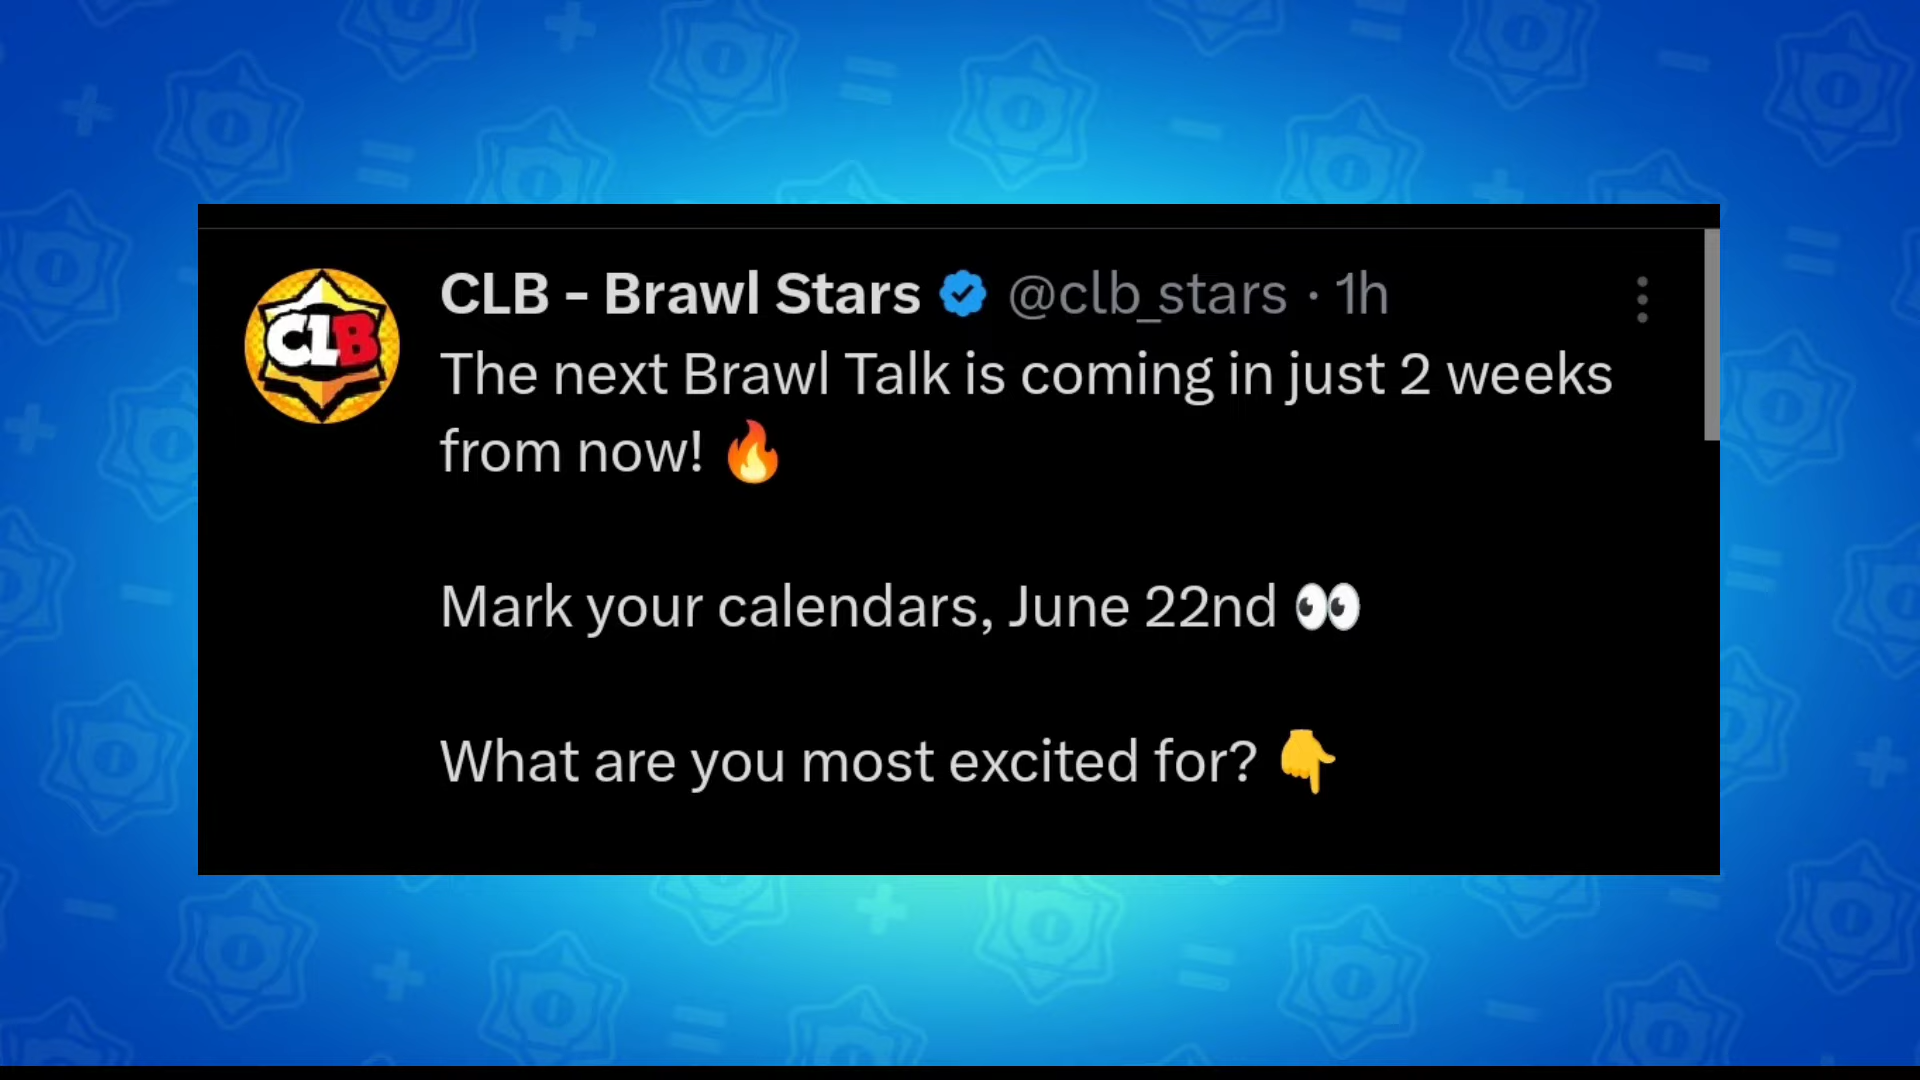 CLB
CLB - Brawl Stars @clb_stars · 1h
The next Brawl Talk is coming in just 2 weeks
from now! 🔥
Mark your calendars, June 22nd 👀
What are you most excited for? 👇